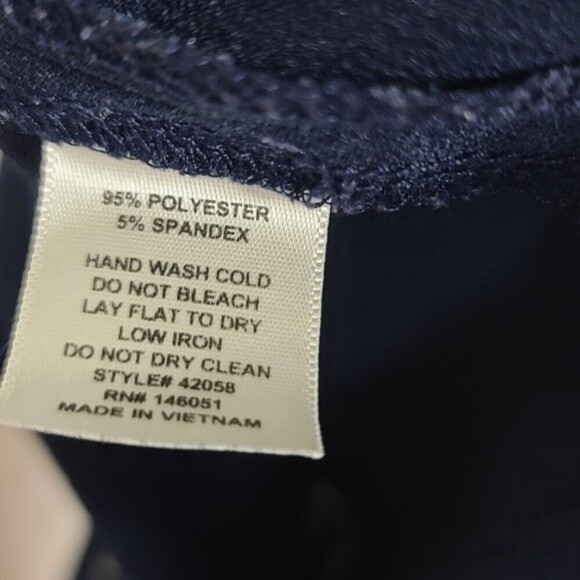 95% POLYESTER
5% SPANDEX
HAND WASH COLD
DO NOT BLEACH
LAY FLAT TO DRY
LOW IRON
DO NOT DRY CLEAN
STYLE# 42058
RN# 146051
MADE IN VIETNAM